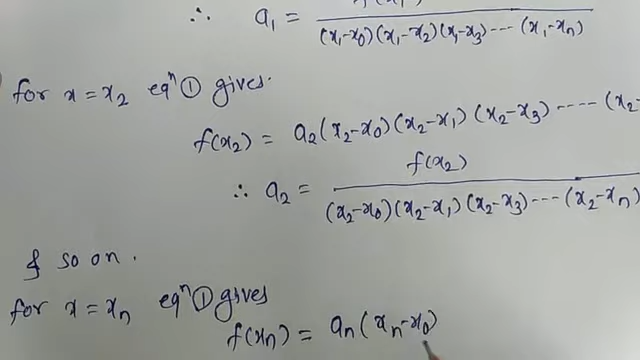 ∴ a₁ =
(x₁-x₀)(x₁-x₂)(x₁-x₃)----(x₁-xₙ)
for x = x₂ eqⁿ ① gives.
f(x₂) = a₂(x₂-x₀)(x₂-x₁)(x₂-x₃)-----(x₂-
f(x₂)
∴ a₂ =
(x₂-x₀)(x₂-x₁)(x₂-x₃)----(x₂-xₙ)
& so on.
for x = xₙ eqⁿ ① gives
f(xₙ) = aₙ(xₙ-x₀)